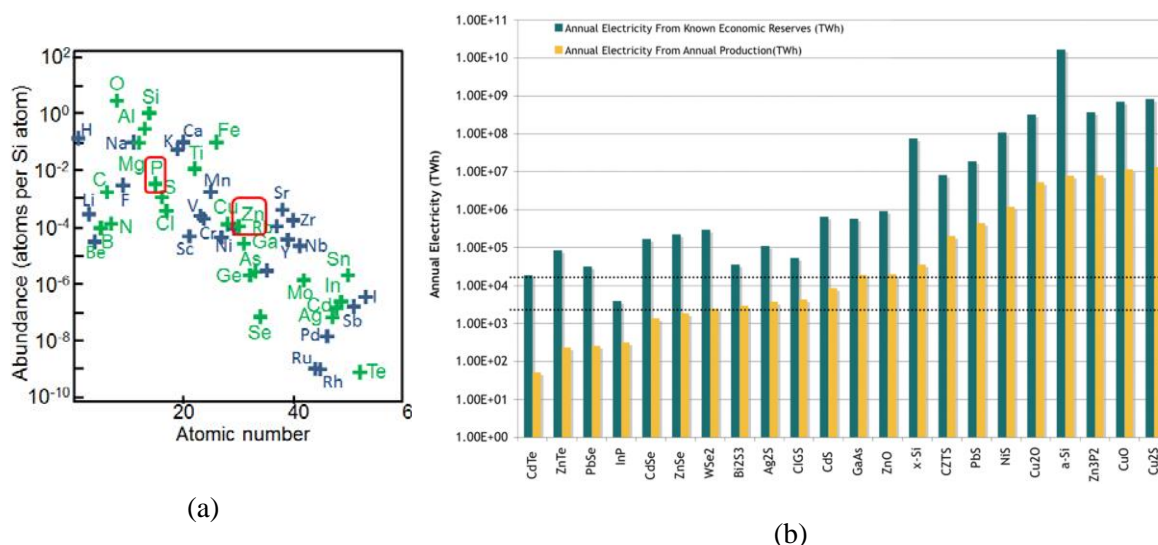 10²
10⁰
10⁻²
10⁻⁴
10⁻⁶
10⁻⁸
10⁻¹⁰
Abundance (atoms per Si atom)
O
Si
Al
H
Na
K
Ca
Fe
Mg
P
Ti
C
F
S
Mn
Li
Cl
V
Cu
Zn
Sr
N
Zr
B
Be
Sc
Cr
Ni
Ga
Y
Nb
As
Ge
Sn
Mo
In
I
Cd
Ag
Sb
Se
Pd
Ru
Rh
Te
20
40
6
Atomic number
(a)
1.00E+11
1.00E+10
1.00E+09
1.00E+08
1.00E+07
1.00E+06
1.00E+05
1.00E+04
1.00E+03
1.00E+02
1.00E+01
1.00E+00
Annual Electricity (TWh)
Annual Electricity From Known Economic Reserves (TWh)
Annual Electricity From Annual Production(TWh)
CdTe
ZnTe
PbSe
InP
CdSe
ZnSe
WSe2
Bi2S3
Ag2S
CIGS
CdS
GaAs
ZnO
x-Si
CZTS
PbS
NiS
Cu2O
a-Si
Zn3P2
CuO
Cu2S
(b)